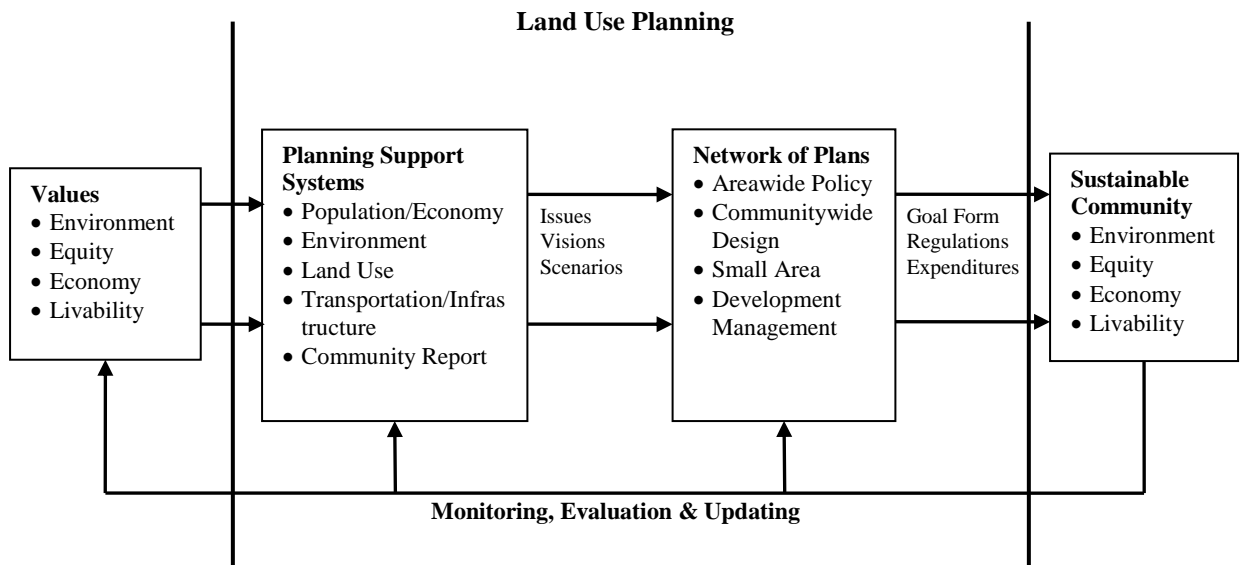 Land Use Planning
Values
• Environment
• Equity
• Economy
• Livability
Planning Support
Systems
• Population/Economy
• Environment
• Land Use
• Transportation/Infras
tructure
• Community Report
Issues
Visions
Scenarios
Network of Plans
• Areawide Policy
• Communitywide
Design
• Small Area
• Development
Management
Goal Form
Regulations
Expenditures
Sustainable
Community
• Environment
• Equity
• Economy
• Livability
Monitoring, Evaluation & Updating